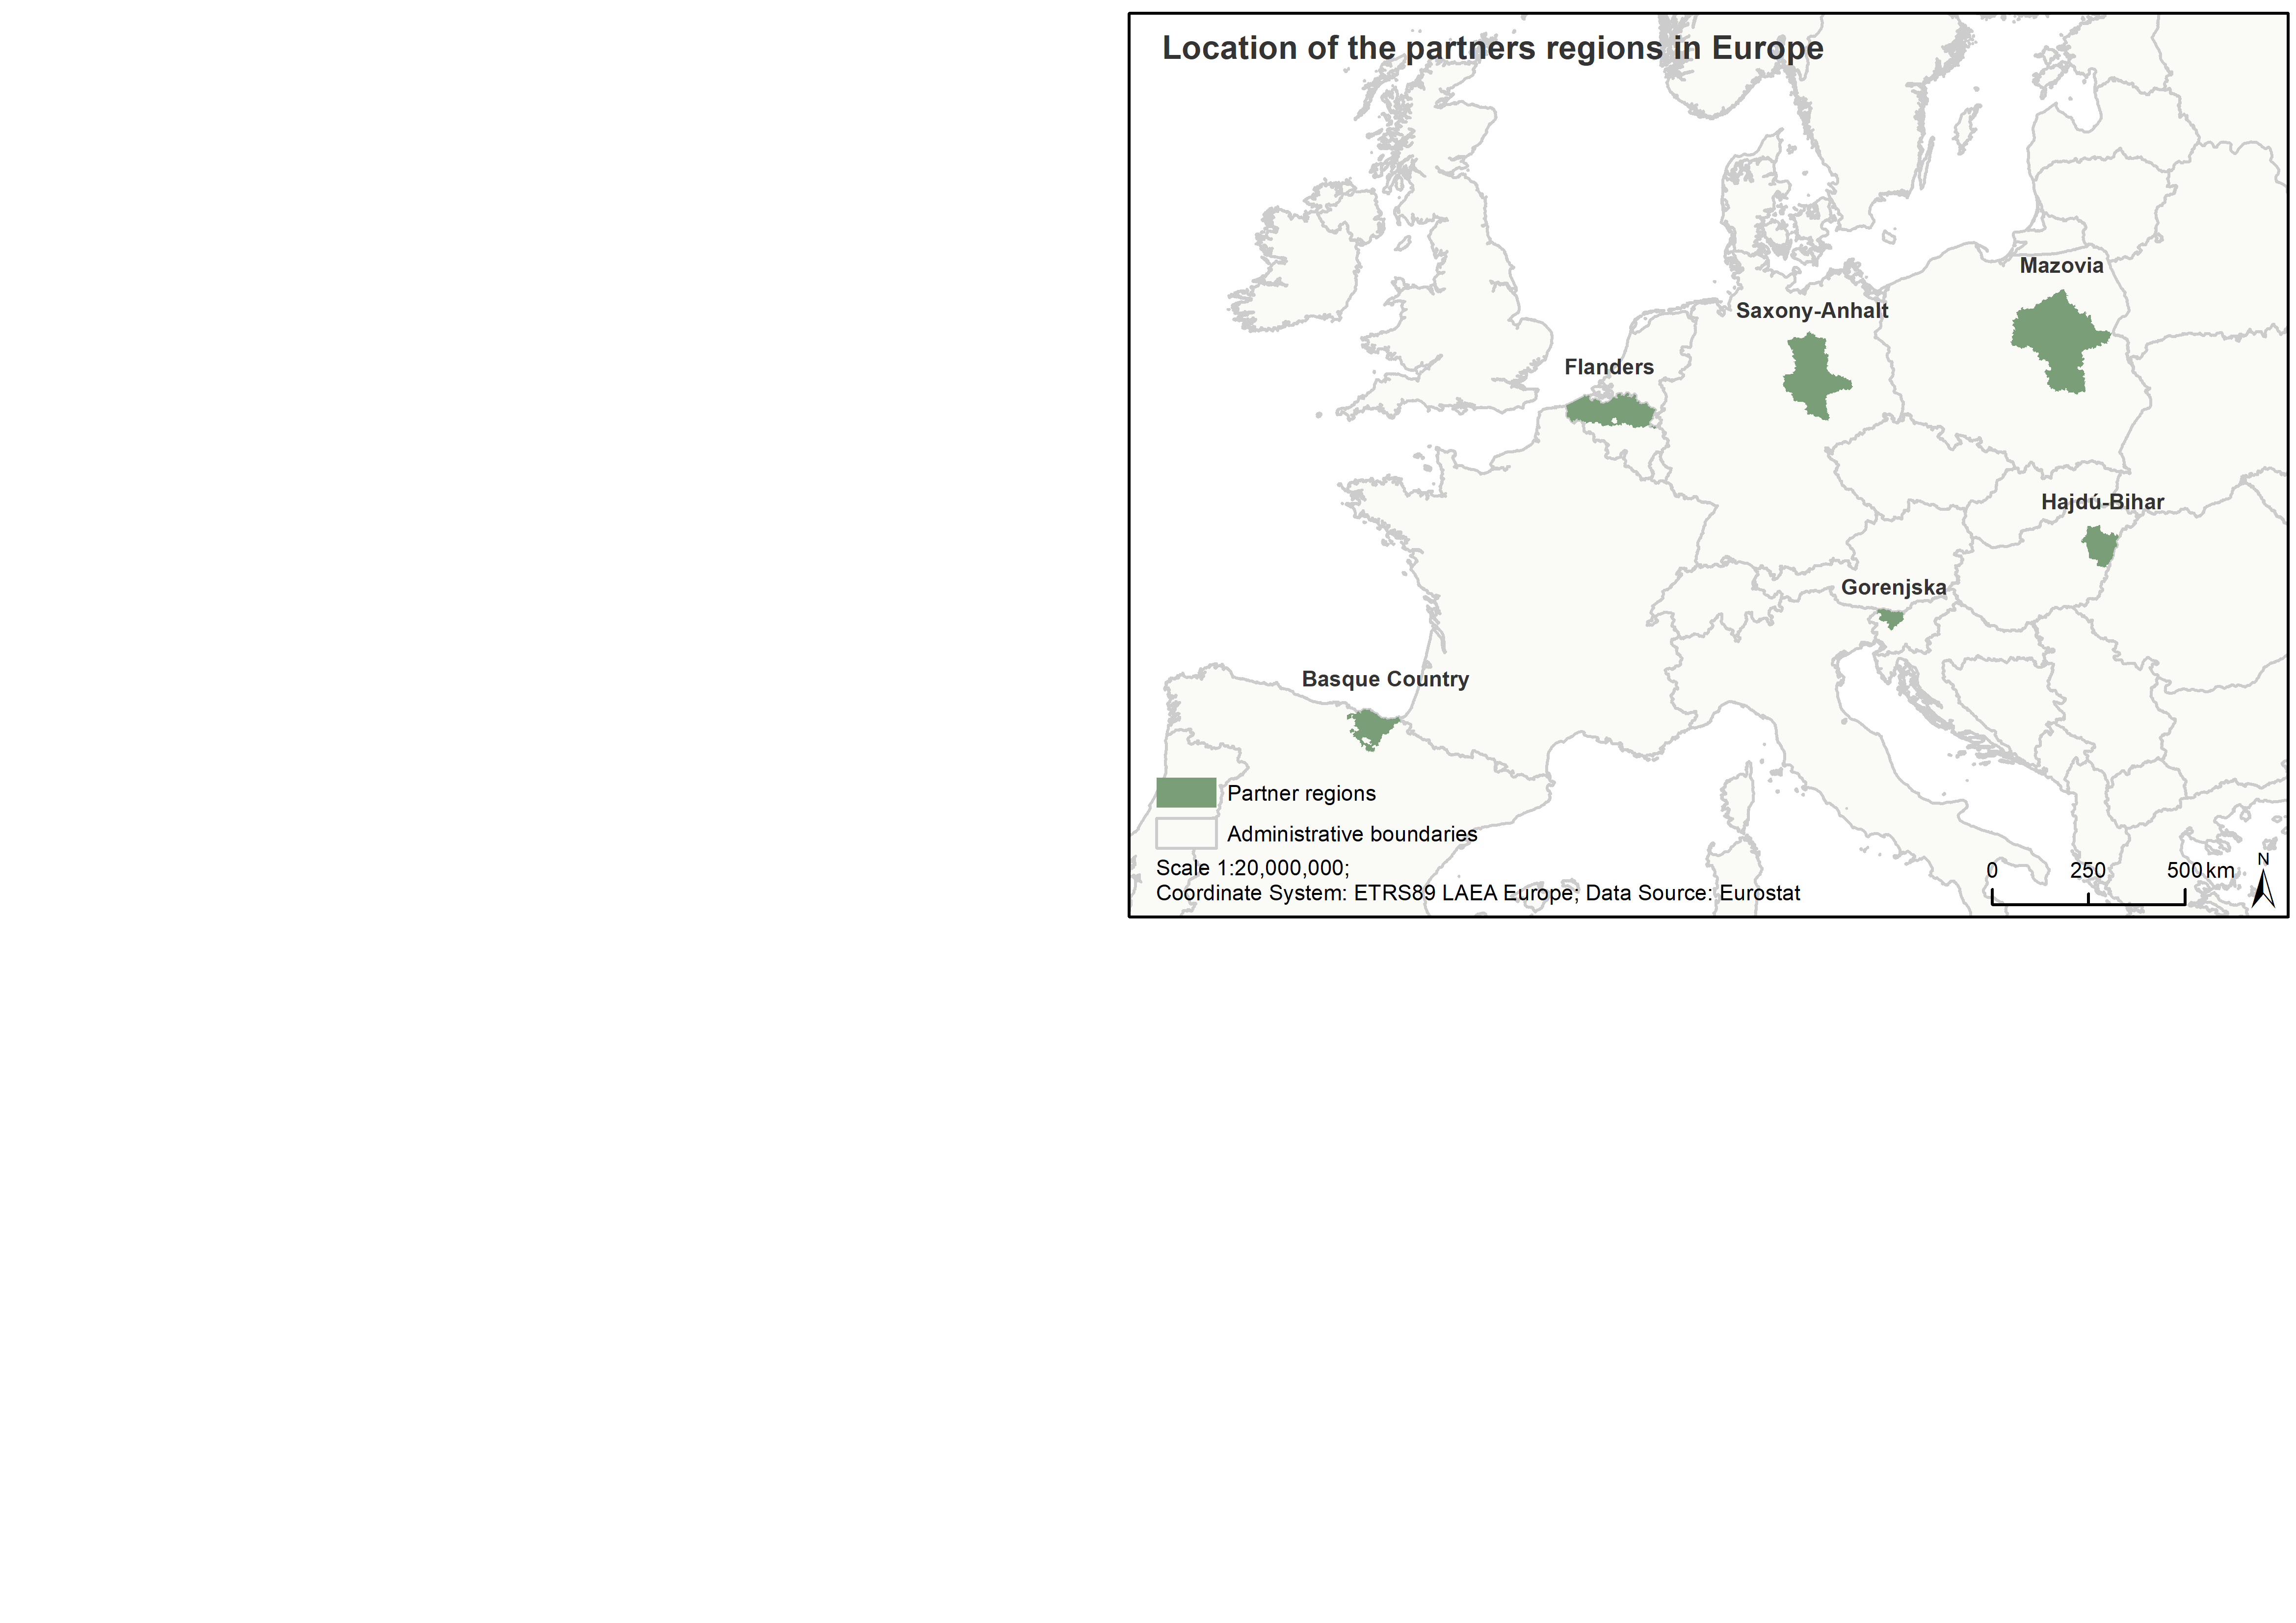 Location of the partners regions in Europe
Mazovia
Saxony-Anhalt
Flanders
Hajdú-Bihar
Gorenjska
Basque Country
Partner regions
Administrative boundaries
Scale 1:20,000,000;
Coordinate System: ETRS89 LAEA Europe; Data Source: Eurostat
0 250 500 km
N